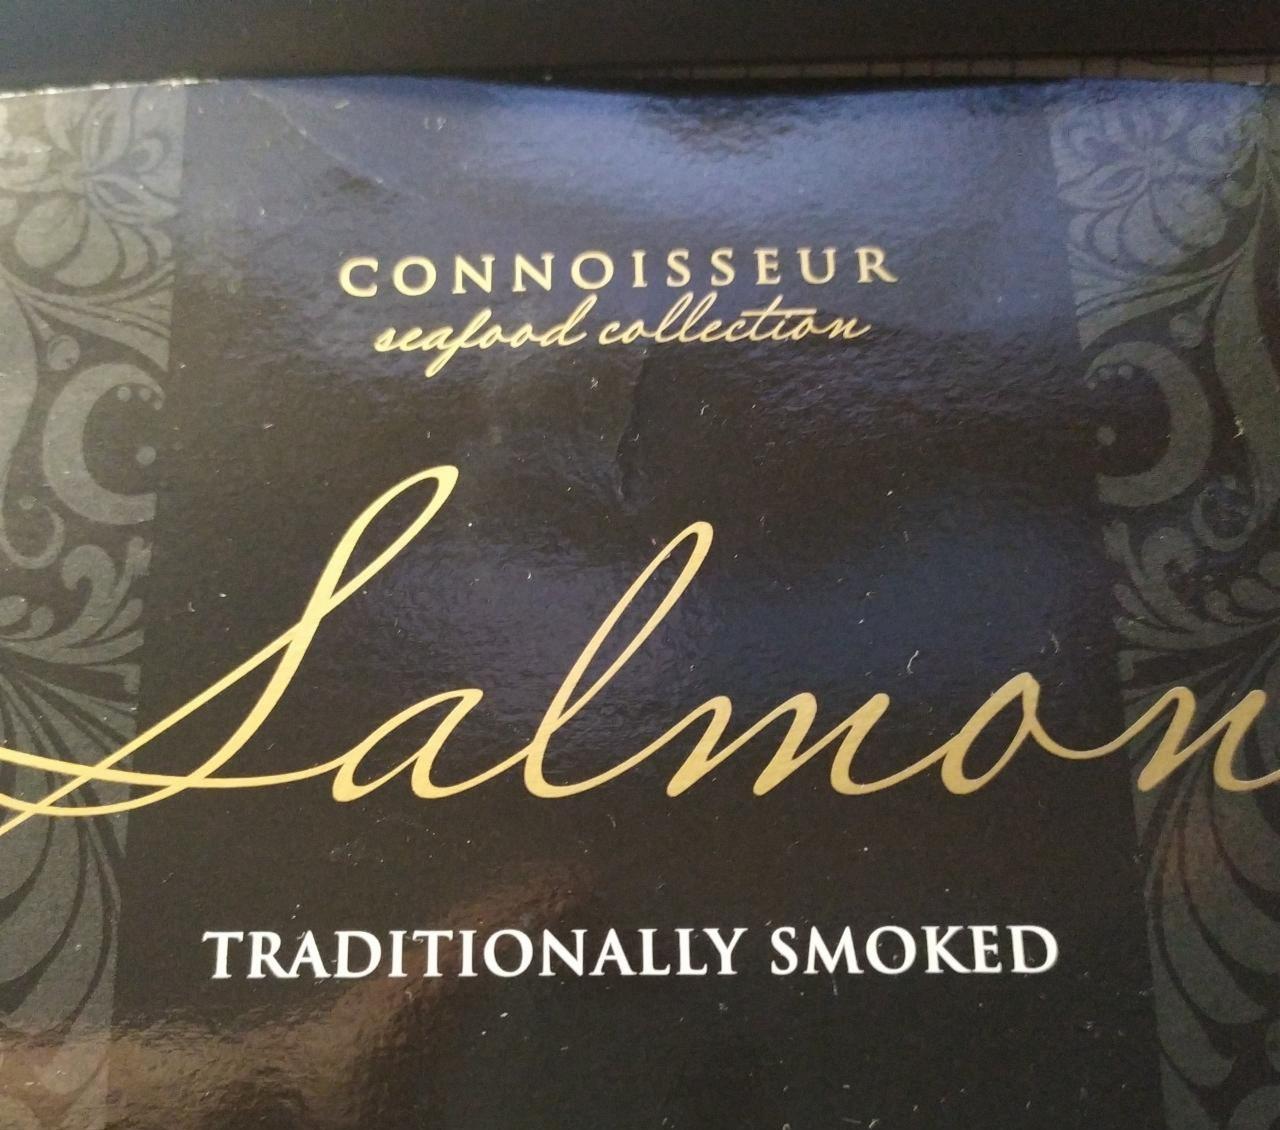 CONNOISSEUR
seafood collection
Salmon
TRADITIONALLY SMOKED